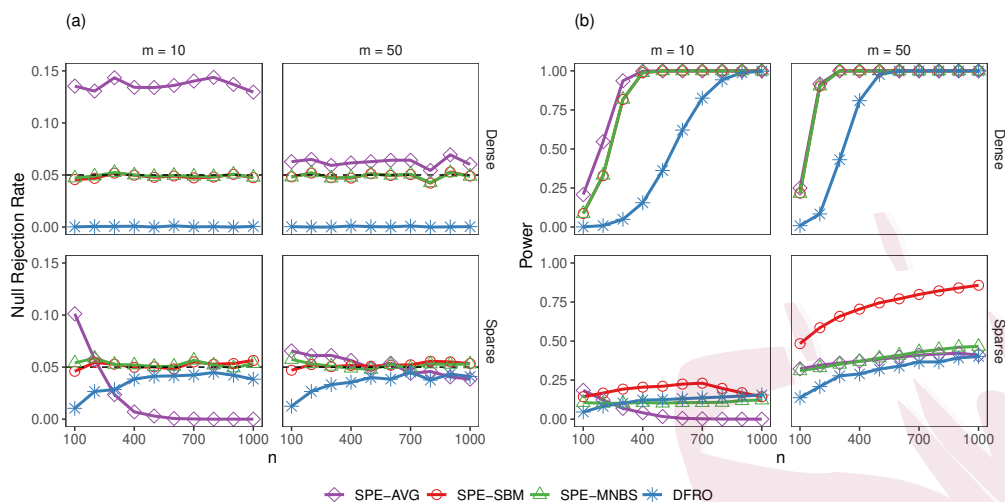 (a)
(b)
m = 10
m = 50
m = 10
m = 50
0.15
0.10
0.05
0.00
Dense
0.15
0.10
0.05
0.00
Sparse
Null Rejection Rate
100
400
700
1000
100
400
700
1000
n
1.00
0.75
0.50
0.25
0.00
Dense
1.00
0.75
0.50
0.25
0.00
Sparse
Power
100
400
700
1000
100
400
700
1000
n
SPE−AVG
SPE−SBM
SPE−MNBS
DFRO